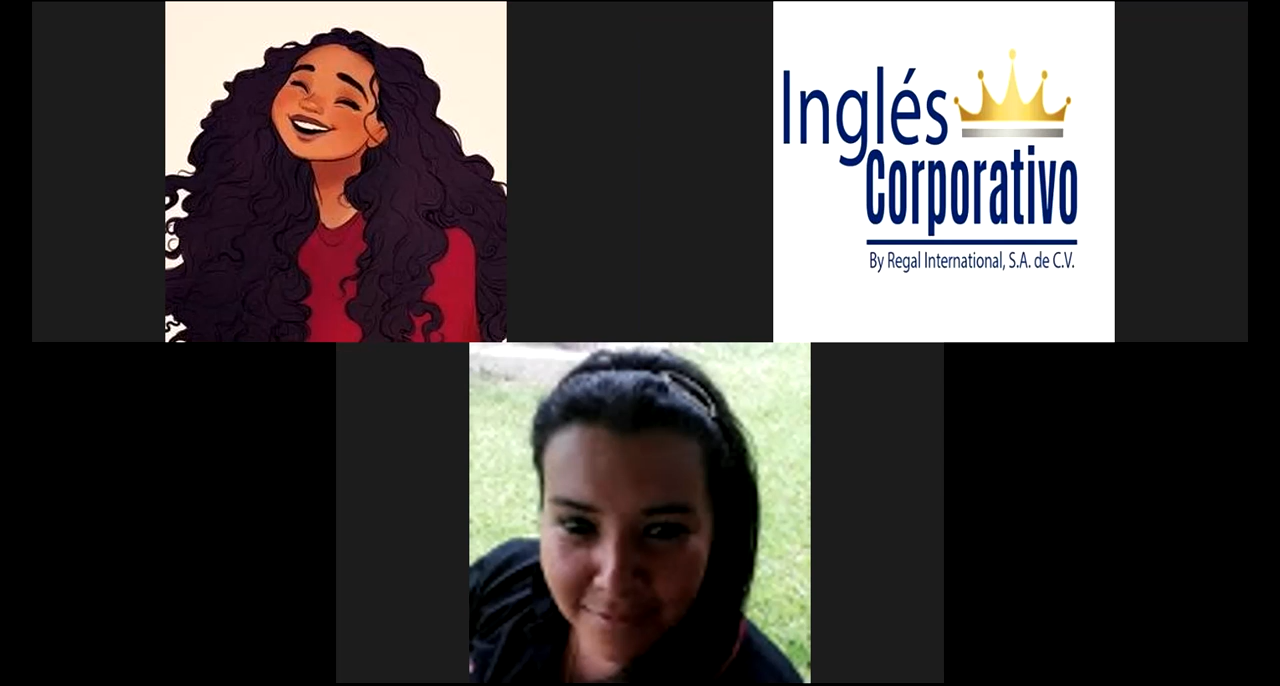 Inglés
Corporativo
By Regal International, S.A. de C.V.